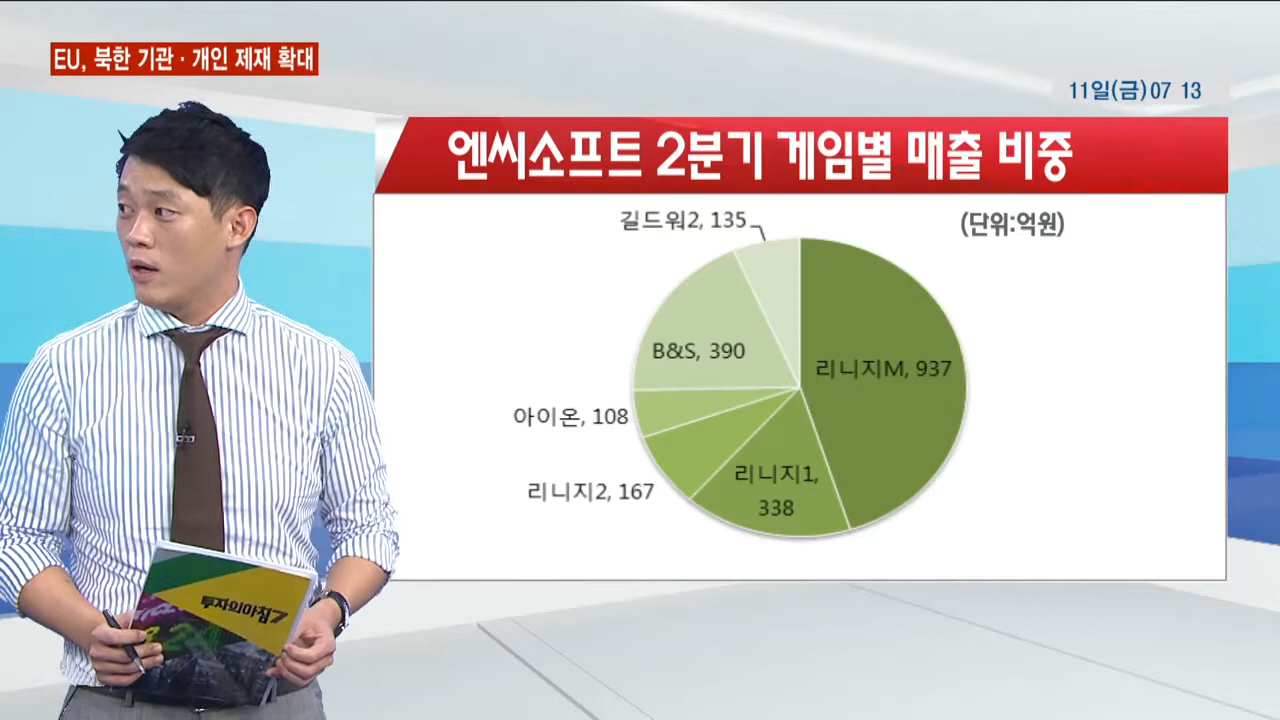 EU, 북한 기관·개인 제재 확대
11일(금)07 13
엔씨소프트 2분기 게임별 매출 비중
(단위:억원)
길드워2, 135
B&S, 390
리니지M, 937
아이온, 108
리니지1,
338
리니지2, 167
투자의아침7